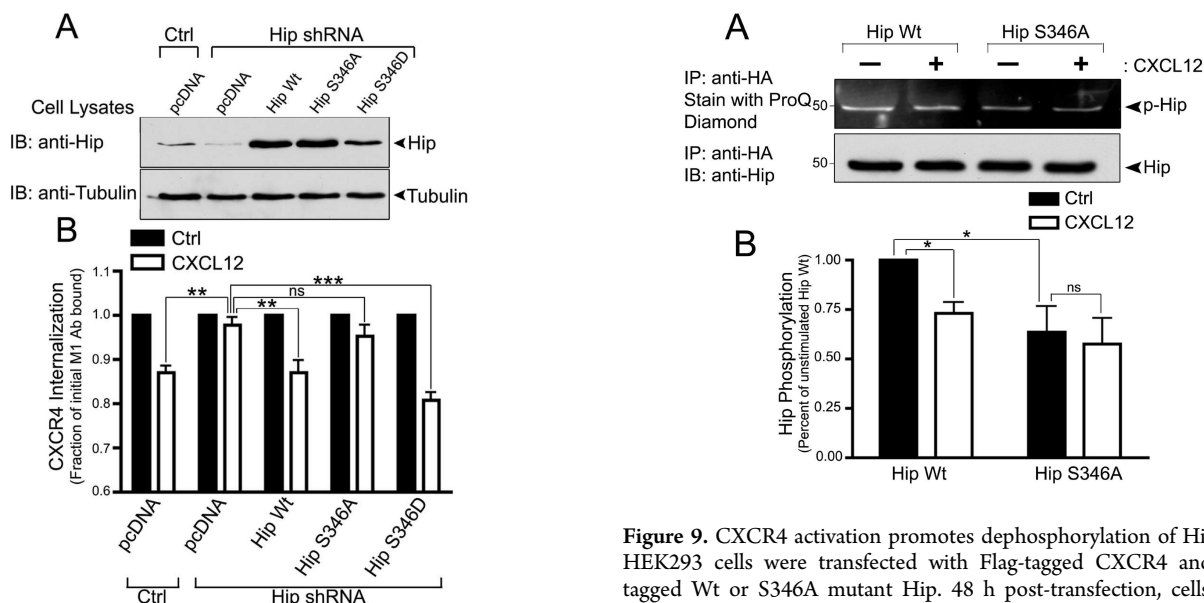 A
Ctrl
Hip shRNA
pcDNA
pcDNA
Hip Wt
Hip S346A
Hip S346D
Cell Lysates
IB: anti-Hip
Hip
IB: anti-Tubulin
Tubulin
B
Ctrl
CXCL12
CXCR4 Internalization
(Fraction of initial M1 Ab bound)
1.1
1.0
0.9
0.8
0.7
0.6
**
**
ns
***
pcDNA
pcDNA
Hip Wt
Hip S346A
Hip S346D
Ctrl
Hip shRNA
A
Hip Wt
Hip S346A
— + — + : CXCL12
IP: anti-HA
Stain with ProQ
Diamond
50
p-Hip
IP: anti-HA
IB: anti-Hip
50
Hip
Ctrl
CXCL12
B
Hip Phosphorylation
(Percent of unstimulated Hip Wt)
1.00
0.75
0.50
0.25
0.00
*
*
ns
Hip Wt
Hip S346A
Figure 9. CXCR4 activation promotes dephosphorylation of Hi
HEK293 cells were transfected with Flag-tagged CXCR4 and
tagged Wt or S346A mutant Hip. 48 h post-transfection, cells